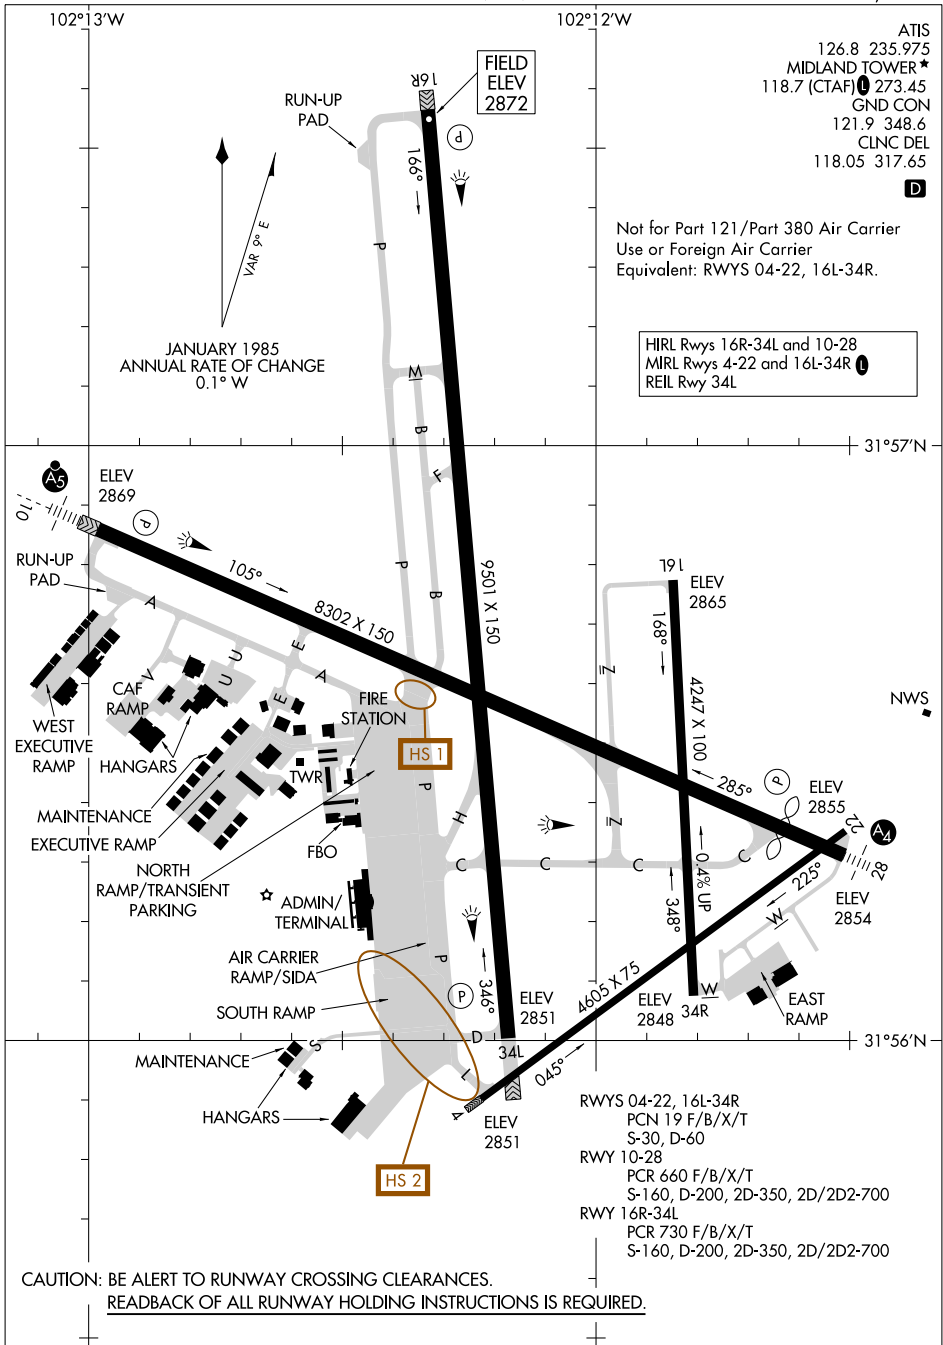 102°13′W
102°12′W
ATIS
126.8 235.975
MIDLAND TOWER★
118.7 (CTAF) L 273.45
GND CON
121.9 348.6
CLNC DEL
118.05 317.65
D
FIELD
ELEV
2872
16R
RUN-UP
PAD
P
166°
VAR 9° E
P
JANUARY 1985
ANNUAL RATE OF CHANGE
0.1° W
Not for Part 121/Part 380 Air Carrier
Use or Foreign Air Carrier
Equivalent: RWYS 04-22, 16L-34R.
HIRL Rwys 16R-34L and 10-28
MIRL Rwys 4-22 and 16L-34R L
REIL Rwy 34L
M
B
F
31°57′N
A5
ELEV
2869
10
P
RUN-UP
PAD
105°
8302 X 150
9501 X 150
P
B
A
16L
ELEV
2865
168°
4247 X 100
Z
NWS
E
A
U
U
V
E
CAF
RAMP
WEST
EXECUTIVE
RAMP
HANGARS
FIRE
STATION
HS 1
TWR
MAINTENANCE
EXECUTIVE RAMP
FBO
P
H
Z
285°
P
ELEV
2855
22
A4
NORTH
RAMP/TRANSIENT
PARKING
C
C
C
C
0.4% UP
348°
225°
28
ELEV
2854
W
ADMIN/
TERMINAL
AIR CARRIER
RAMP/SIDA
P
SOUTH RAMP
P
346°
ELEV
2851
4605 X 75
ELEV
2848
34R
W
EAST
RAMP
S
D
34L
31°56′N
MAINTENANCE
L
045°
HANGARS
4
ELEV
2851
HS 2
RWYS 04-22, 16L-34R
PCN 19 F/B/X/T
S-30, D-60
RWY 10-28
PCR 660 F/B/X/T
S-160, D-200, 2D-350, 2D/2D2-700
RWY 16R-34L
PCR 730 F/B/X/T
S-160, D-200, 2D-350, 2D/2D2-700
CAUTION: BE ALERT TO RUNWAY CROSSING CLEARANCES.
READBACK OF ALL RUNWAY HOLDING INSTRUCTIONS IS REQUIRED.